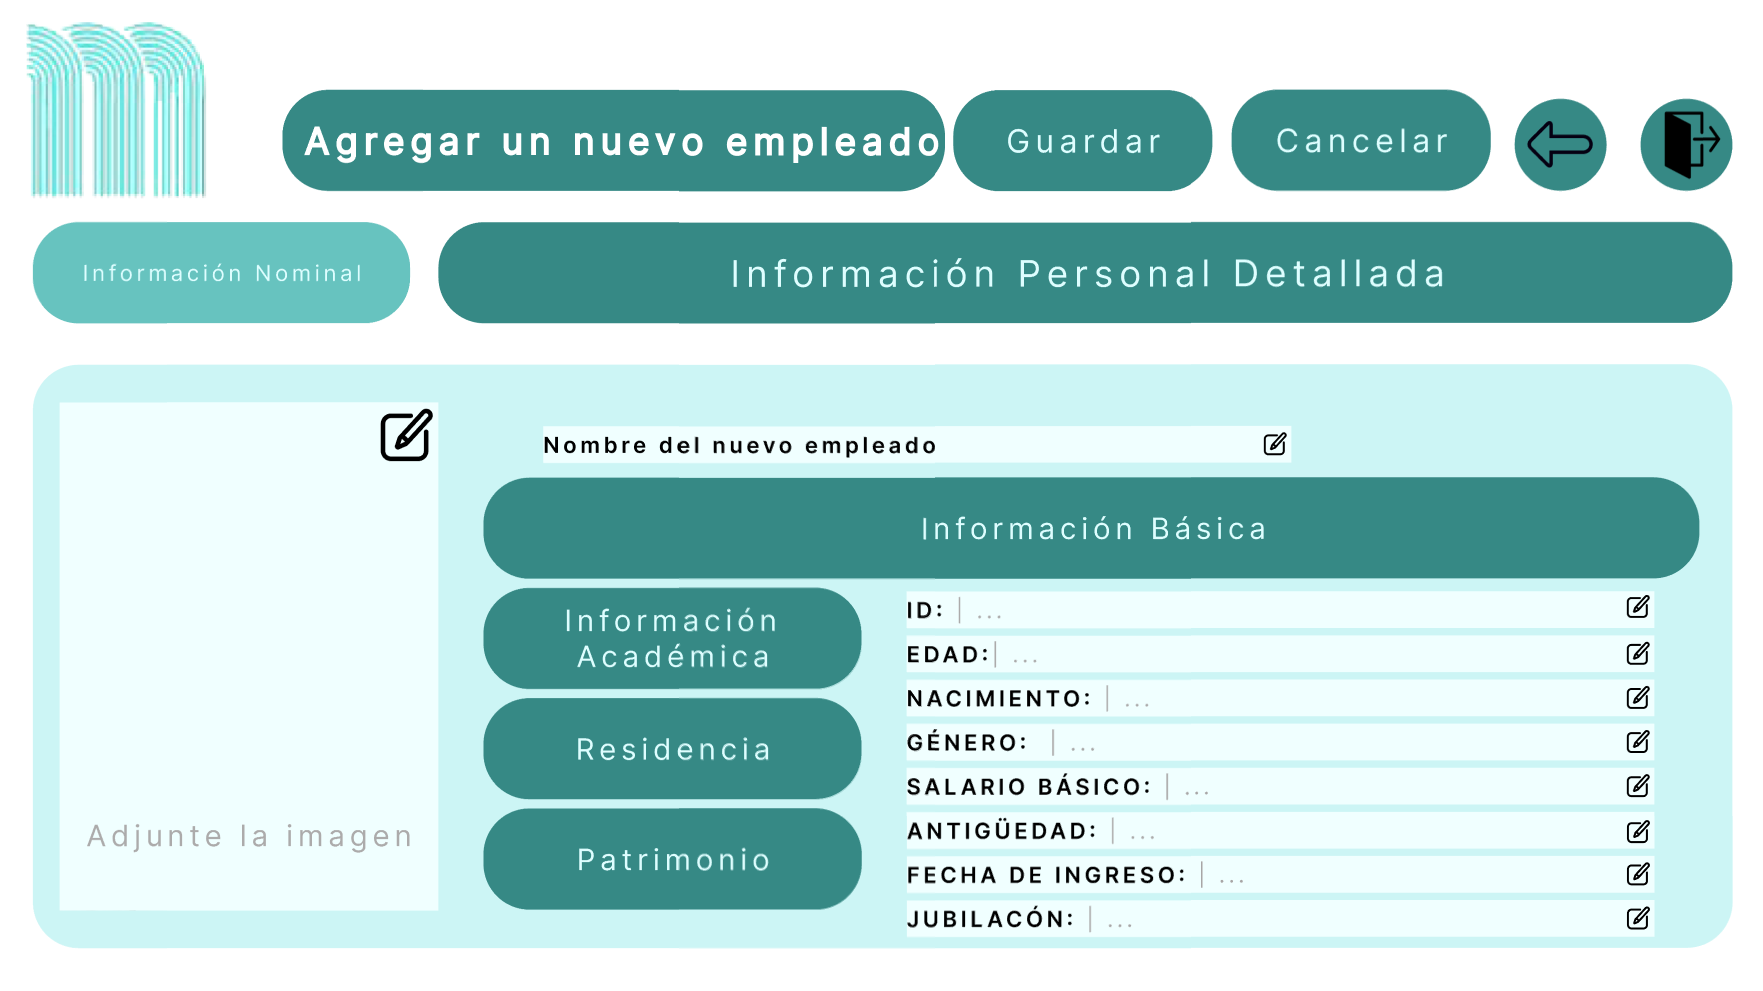 Agregar un nuevo empleado
Guardar
Cancelar
Información Nominal
Información Personal Detallada
Nombre del nuevo empleado
Información Básica
Adjunte la imagen
Información
Académica
Residencia
Patrimonio
ID: | ...
EDAD:| ...
NACIMIENTO: | ...
GÉNERO: | ...
SALARIO BÁSICO: | ...
ANTIGÜEDAD: | ...
FECHA DE INGRESO: | ...
JUBILACÓN: | ...